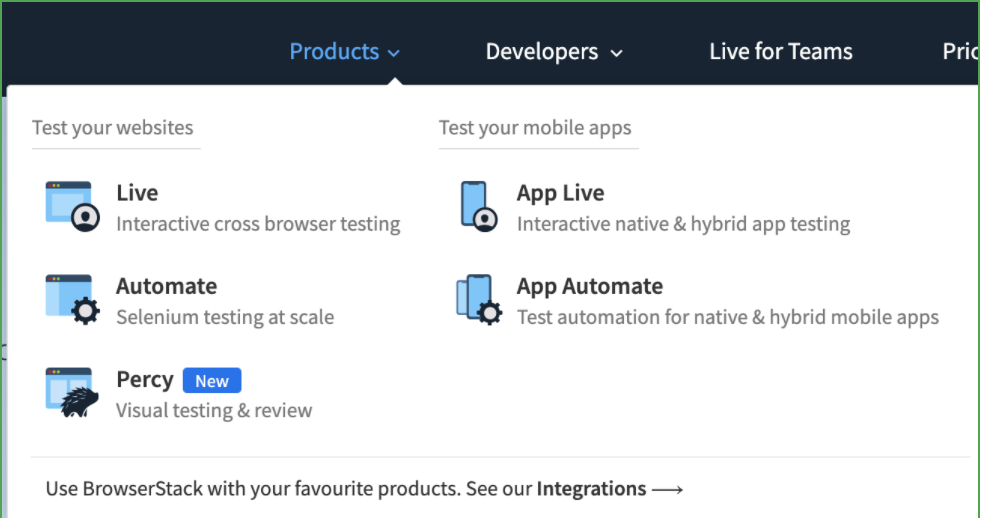 Products
Developers
Live for Teams
Test your websites
Live
Interactive cross browser testing
Automate
Selenium testing at scale
Percy New
Visual testing & review
Test your mobile apps
App Live
Interactive native & hybrid app testing
App Automate
Test automation for native & hybrid mobile apps
Use BrowserStack with your favourite products. See our Integrations ⟶